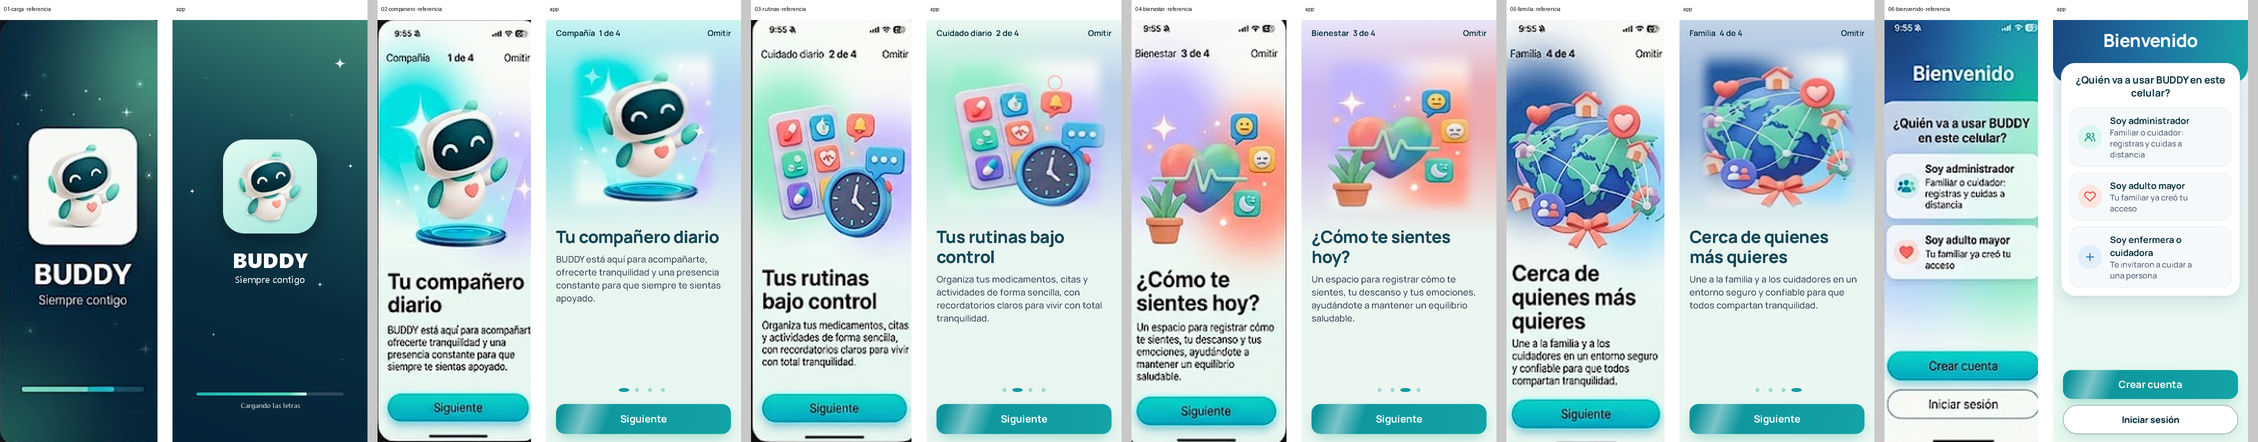 01-carga referencia
BUDDY
Siempre contigo
app
BUDDY
Siempre contigo
Cargando las letras
02-companero referencia
9:55
Compañía 1 de 4 Omitir
Tu compañero
diario
BUDDY está aquí para acompañart
ofrecerte tranquilidad y una
presencia constante para que
siempre te sientas apoyado.
Siguiente
app
Compañía 1 de 4 Omitir
Tu compañero diario
BUDDY está aquí para acompañarte,
ofrecerte tranquilidad y una presencia
constante para que siempre te sientas
apoyado.
Siguiente
03-rutinas referencia
9:55
Cuidado diario 2 de 4 Omitir
Tus rutinas
bajo control
Organiza tus medicamentos, citas
y actividades de forma sencilla,
con recordatorios claros para vivir
con total tranquilidad.
Siguiente
app
Cuidado diario 2 de 4 Omitir
Tus rutinas bajo
control
Organiza tus medicamentos, citas y
actividades de forma sencilla, con
recordatorios claros para vivir con total
tranquilidad.
Siguiente
04-bienestar referencia
9:55
Bienestar 3 de 4 Omitir
¿Cómo te
sientes hoy?
Un espacio para registrar cómo
te sientes, tu descanso y tus
emociones, ayudándote a
mantener un equilibrio
saludable.
Siguiente
app
Bienestar 3 de 4 Omitir
¿Cómo te sientes
hoy?
Un espacio para registrar cómo te
sientes, tu descanso y tus emociones,
ayudándote a mantener un equilibrio
saludable.
Siguiente
05-familia referencia
9:55
Familia 4 de 4 Omitir
Cerca de
quienes más
quieres
Une a la familia y a los
cuidadores en un entorno seguro
y confiable para que todos
compartan tranquilidad.
Siguiente
app
Familia 4 de 4 Omitir
Cerca de quienes
más quieres
Une a la familia y a los cuidadores en un
entorno seguro y confiable para que
todos compartan tranquilidad.
Siguiente
06-bienvenido referencia
9:55
Bienvenido
¿Quién va a usar BUDDY
en este celular?
Soy administrador
Familiar o cuidador:
registras y cuidas a
distancia
Soy adulto mayor
Tu familiar ya creó tu
acceso
Crear cuenta
Iniciar sesión
app
Bienvenido
¿Quién va a usar BUDDY en este
celular?
Soy administrador
Familiar o cuidador:
registras y cuidas a
distancia
Soy adulto mayor
Tu familiar ya creó tu
acceso
Soy enfermera o
cuidadora
Te invitaron a cuidar a
una persona
Crear cuenta
Iniciar sesión